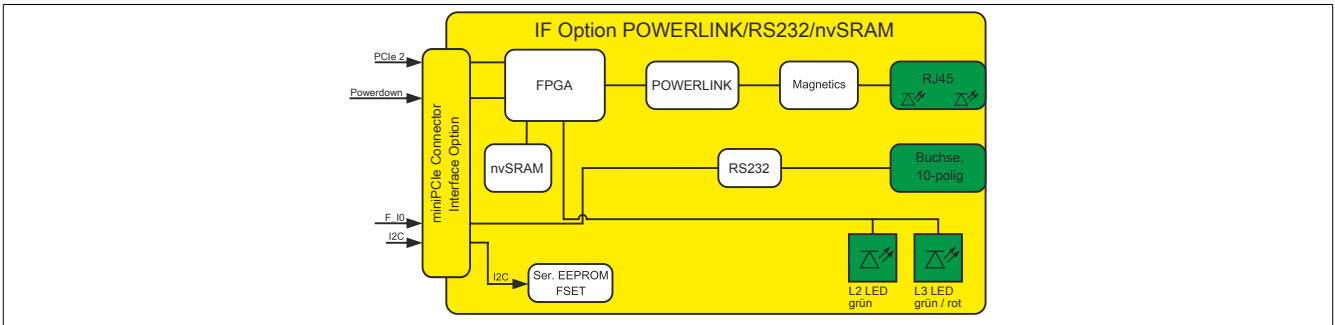 IF Option POWERLINK/RS232/nvSRAM
PCIe 2
Powerdown
miniPCIe Connector
Interface Option
FPGA
POWERLINK
Magnetics
RJ45
nvSRAM
RS232
Buchse,
10-polig
F_I0
I2C
I2C
Ser. EEPROM
FSET
L2 LED
grün
L3 LED
grün / rot